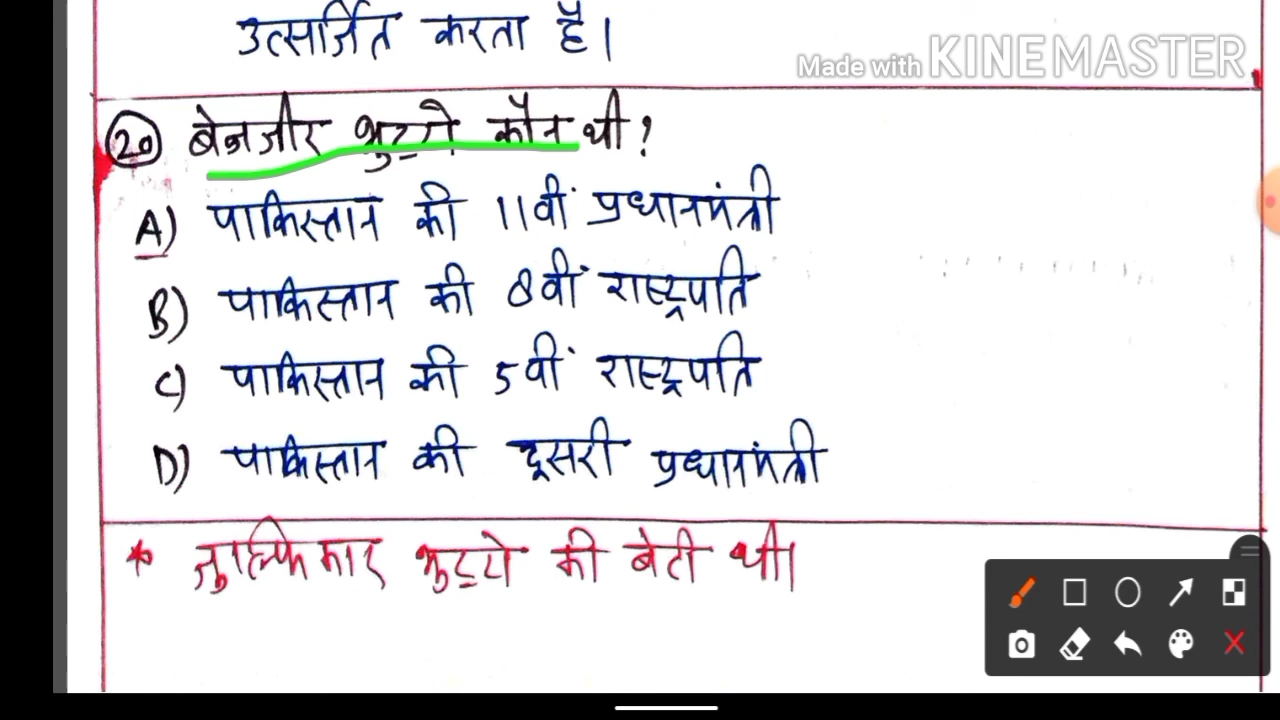 उत्सर्जित करता है।
Made with KINEMASTER
20 बेनजीर भुट्टो कौन थी?
A) पाकिस्तान की 11वीं प्रधानमंत्री
B) पाकिस्तान की 8वीं राष्ट्रपति
C) पाकिस्तान की 5वीं राष्ट्रपति
D) पाकिस्तान की दूसरी प्रधानमंत्री
* जुल्फिकार भुट्टो की बेटी थी।